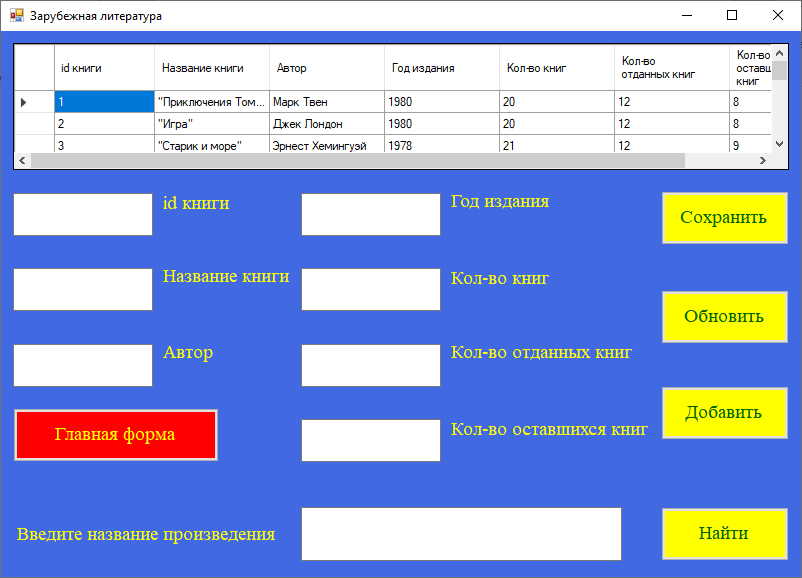 Зарубежная литература
id книги Название книги Автор Год издания Кол-во книг Кол-во отданных книг Кол-во книг
1 "Приключения Том... Марк Твен 1980 20 12 8
2 "Игра" Джек Лондон 1980 20 12 8
3 "Старик и море" Эрнест Хемингуэй 1978 21 12 9
id книги Год издания Сохранить
Название книги Кол-во книг Обновить
Автор Кол-во отданных книг Добавить
Главная форма Кол-во оставшихся книг
Введите название произведения Найти